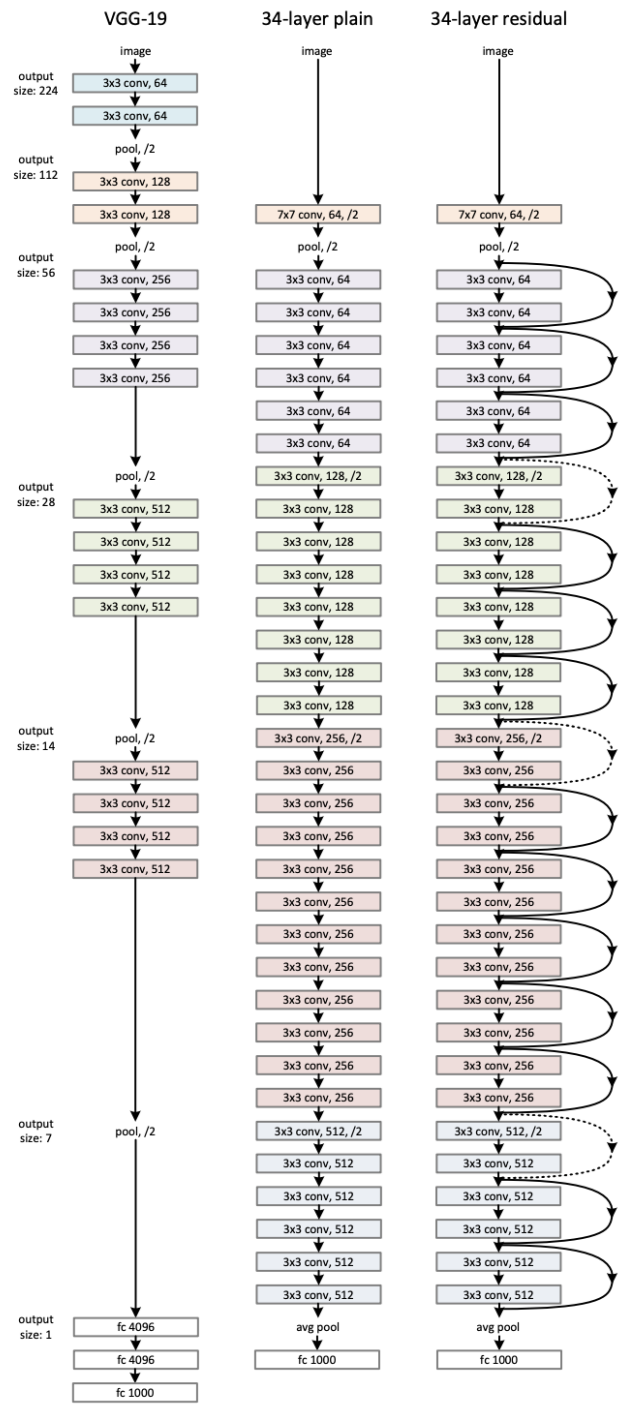 output
size: 224
output
size: 112
output
size: 56
output
size: 28
output
size: 14
output
size: 7
output
size: 1
VGG-19
image
3x3 conv, 64
3x3 conv, 64
pool, /2
3x3 conv, 128
3x3 conv, 128
pool, /2
3x3 conv, 256
3x3 conv, 256
3x3 conv, 256
3x3 conv, 256
pool, /2
3x3 conv, 512
3x3 conv, 512
3x3 conv, 512
3x3 conv, 512
pool, /2
3x3 conv, 512
3x3 conv, 512
3x3 conv, 512
3x3 conv, 512
pool, /2
fc 4096
fc 4096
fc 1000
34-layer plain
image
7x7 conv, 64, /2
pool, /2
3x3 conv, 64
3x3 conv, 64
3x3 conv, 64
3x3 conv, 64
3x3 conv, 64
3x3 conv, 64
3x3 conv, 128, /2
3x3 conv, 128
3x3 conv, 128
3x3 conv, 128
3x3 conv, 128
3x3 conv, 128
3x3 conv, 128
3x3 conv, 128
3x3 conv, 256, /2
3x3 conv, 256
3x3 conv, 256
3x3 conv, 256
3x3 conv, 256
3x3 conv, 256
3x3 conv, 256
3x3 conv, 256
3x3 conv, 256
3x3 conv, 256
3x3 conv, 256
3x3 conv, 256
3x3 conv, 512, /2
3x3 conv, 512
3x3 conv, 512
3x3 conv, 512
3x3 conv, 512
3x3 conv, 512
avg pool
fc 1000
34-layer residual
image
7x7 conv, 64, /2
pool, /2
3x3 conv, 64
3x3 conv, 64
3x3 conv, 64
3x3 conv, 64
3x3 conv, 64
3x3 conv, 64
3x3 conv, 128, /2
3x3 conv, 128
3x3 conv, 128
3x3 conv, 128
3x3 conv, 128
3x3 conv, 128
3x3 conv, 128
3x3 conv, 128
3x3 conv, 256, /2
3x3 conv, 256
3x3 conv, 256
3x3 conv, 256
3x3 conv, 256
3x3 conv, 256
3x3 conv, 256
3x3 conv, 256
3x3 conv, 256
3x3 conv, 256
3x3 conv, 256
3x3 conv, 256
3x3 conv, 512, /2
3x3 conv, 512
3x3 conv, 512
3x3 conv, 512
3x3 conv, 512
3x3 conv, 512
avg pool
fc 1000